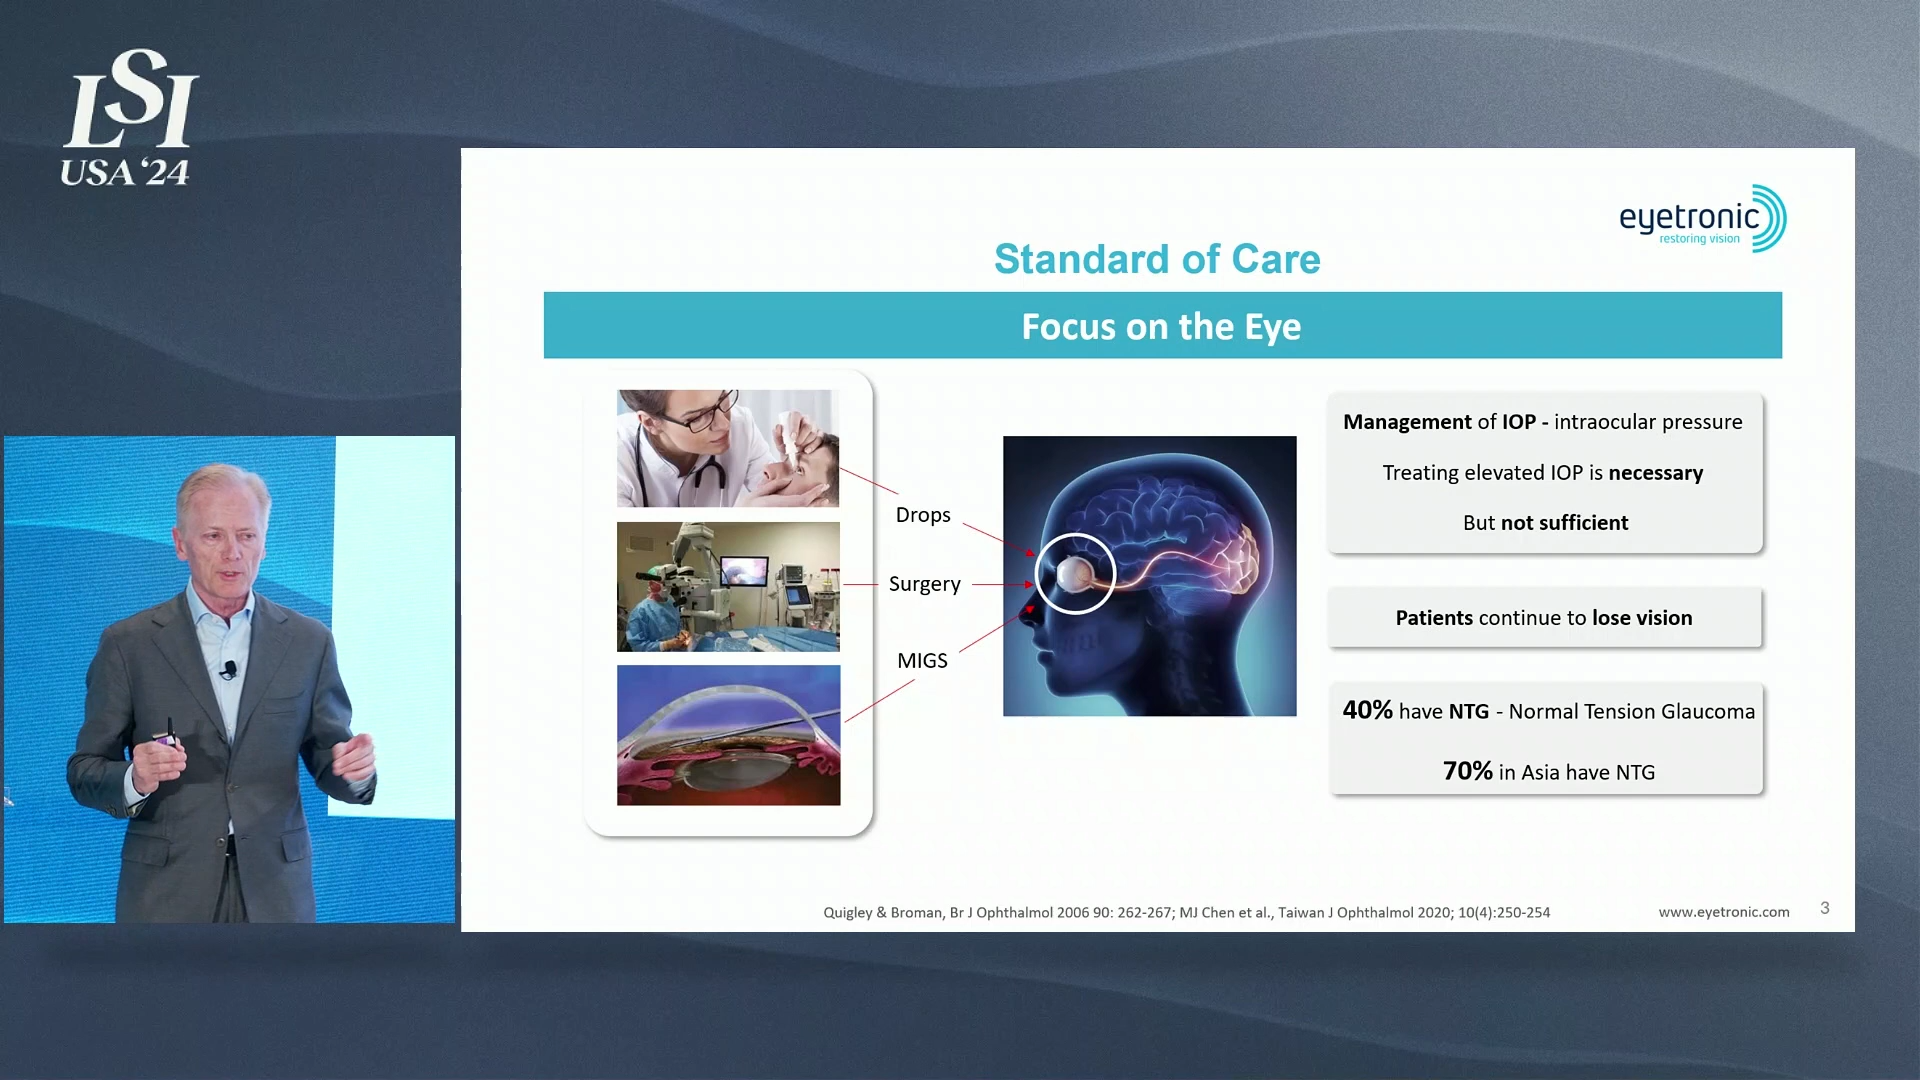 LSI
USA '24
eyetronic
restoring vision
Standard of Care
Focus on the Eye
Drops
Surgery
MIGS
Management of IOP - intraocular pressure
Treating elevated IOP is necessary
But not sufficient
Patients continue to lose vision
40% have NTG - Normal Tension Glaucoma
70% in Asia have NTG
Quigley & Broman, Br J Ophthalmol 2006 90: 262-267; MJ Chen et al., Taiwan J Ophthalmol 2020; 10(4):250-254
www.eyetronic.com
3